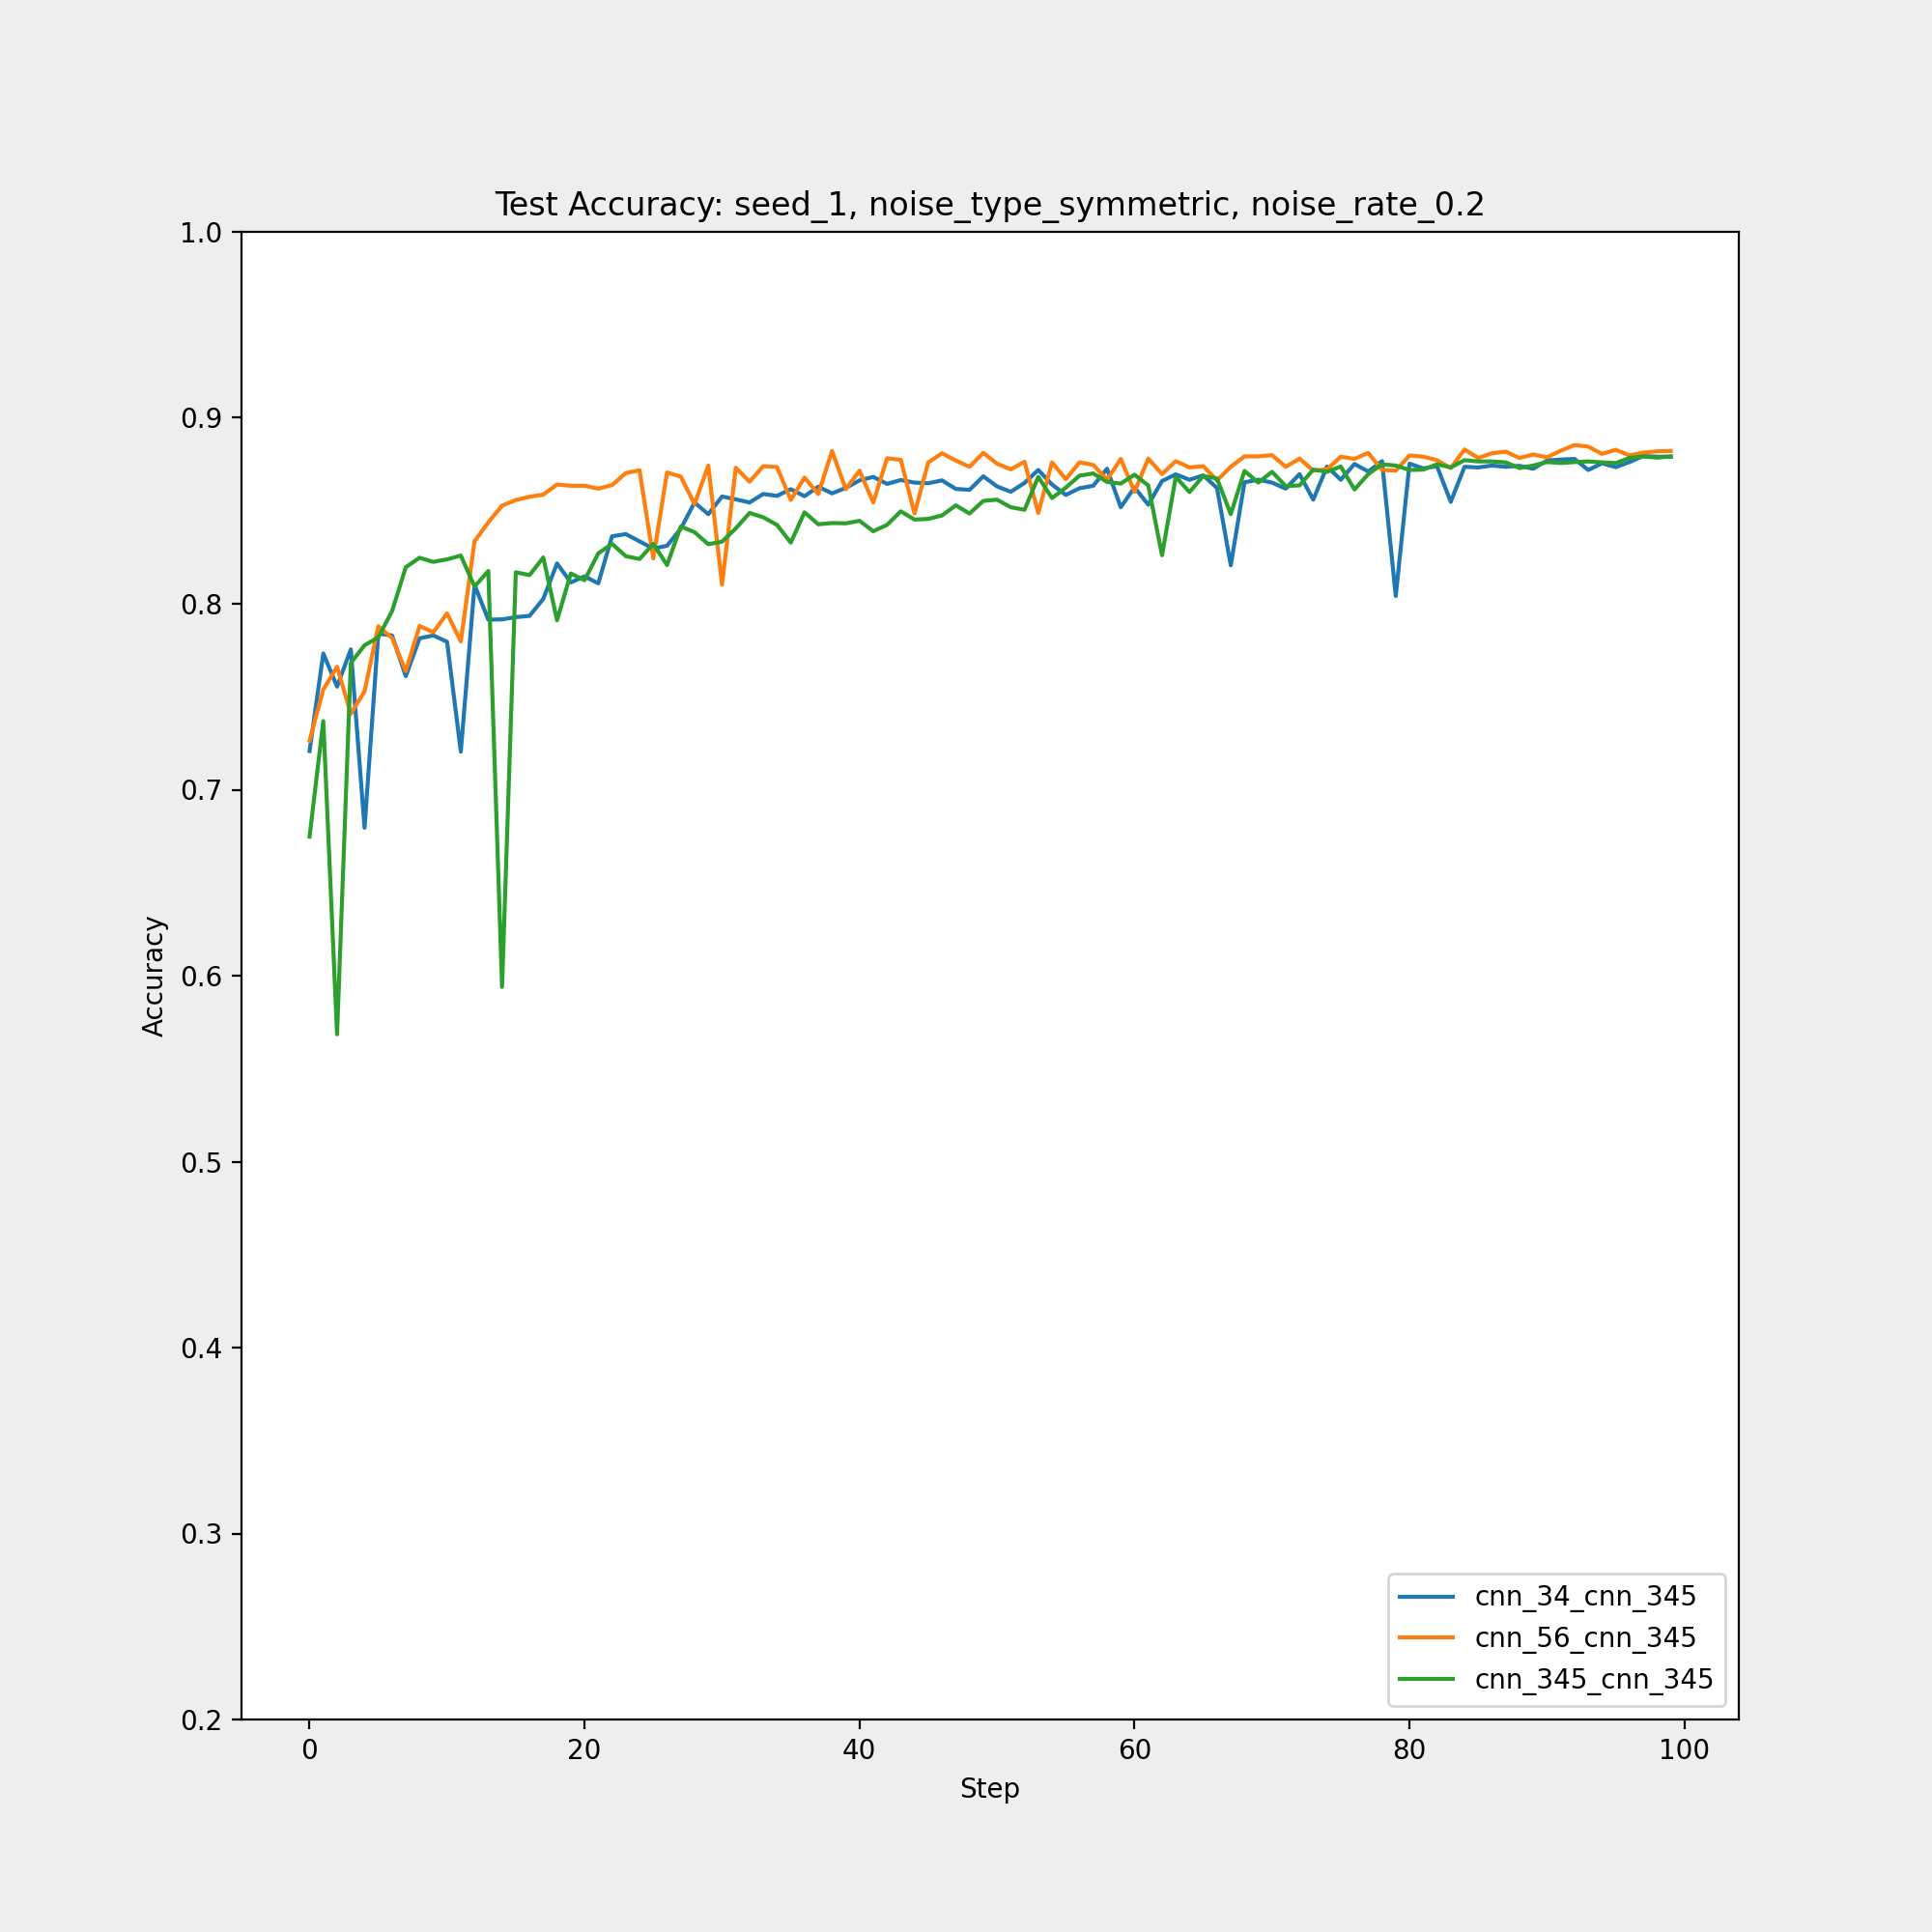 Test Accuracy: seed_1, noise_type_symmetric, noise_rate_0.2
1.0
0.9
0.8
0.7
0.6
0.5
0.4
0.3
0.2
Accuracy
0 20 40 60 80 100
Step
cnn_34_cnn_345
cnn_56_cnn_345
cnn_345_cnn_345